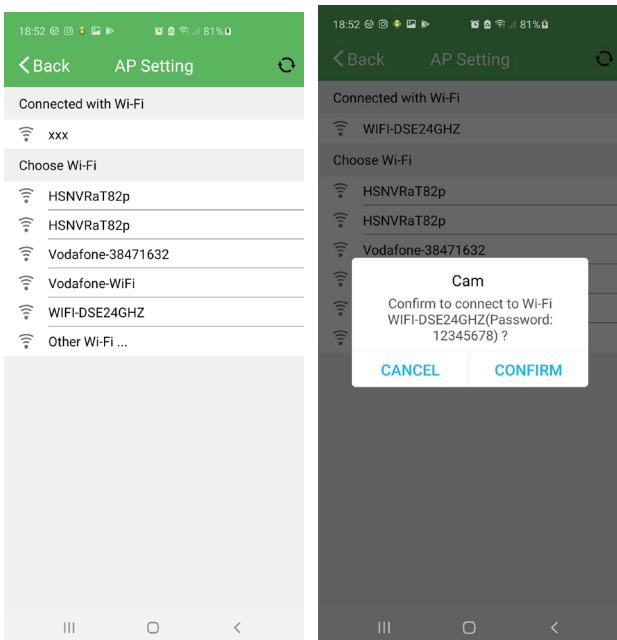 18:52 81%
Back AP Setting
Connected with Wi-Fi
xxx
Choose Wi-Fi
HSNVRaT82p
HSNVRaT82p
Vodafone-38471632
Vodafone-WiFi
WIFI-DSE24GHZ
Other Wi-Fi ...
18:52 81%
Back AP Setting
Connected with Wi-Fi
WIFI-DSE24GHZ
Choose Wi-Fi
HSNVRaT82p
HSNVRaT82p
Vodafone-38471632
Cam
Confirm to connect to Wi-Fi
WIFI-DSE24GHZ(Password:
12345678) ?
CANCEL CONFIRM